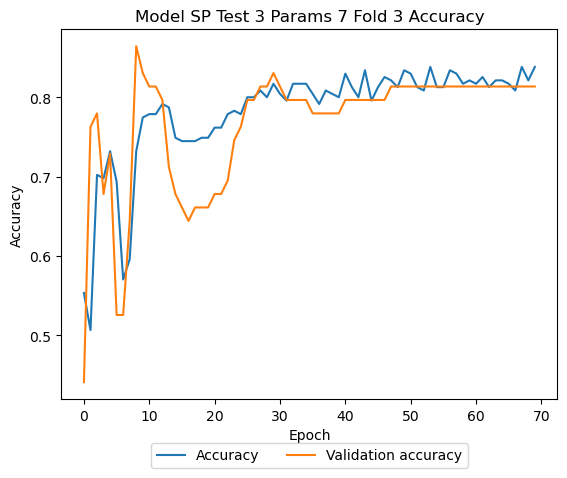 Model SP Test 3 Params 7 Fold 3 Accuracy
Accuracy
0.8
0.7
0.6
0.5
0 10 20 30 40 50 60 70
Epoch
Accuracy Validation accuracy